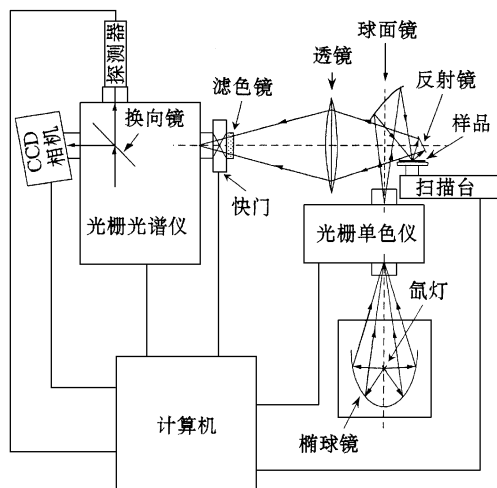 探测器
换向镜
CCD
相机
光栅光谱仪
滤色镜
快门
透镜
球面镜
反射镜
样品
扫描台
光栅单色仪
氙灯
椭球镜
计算机